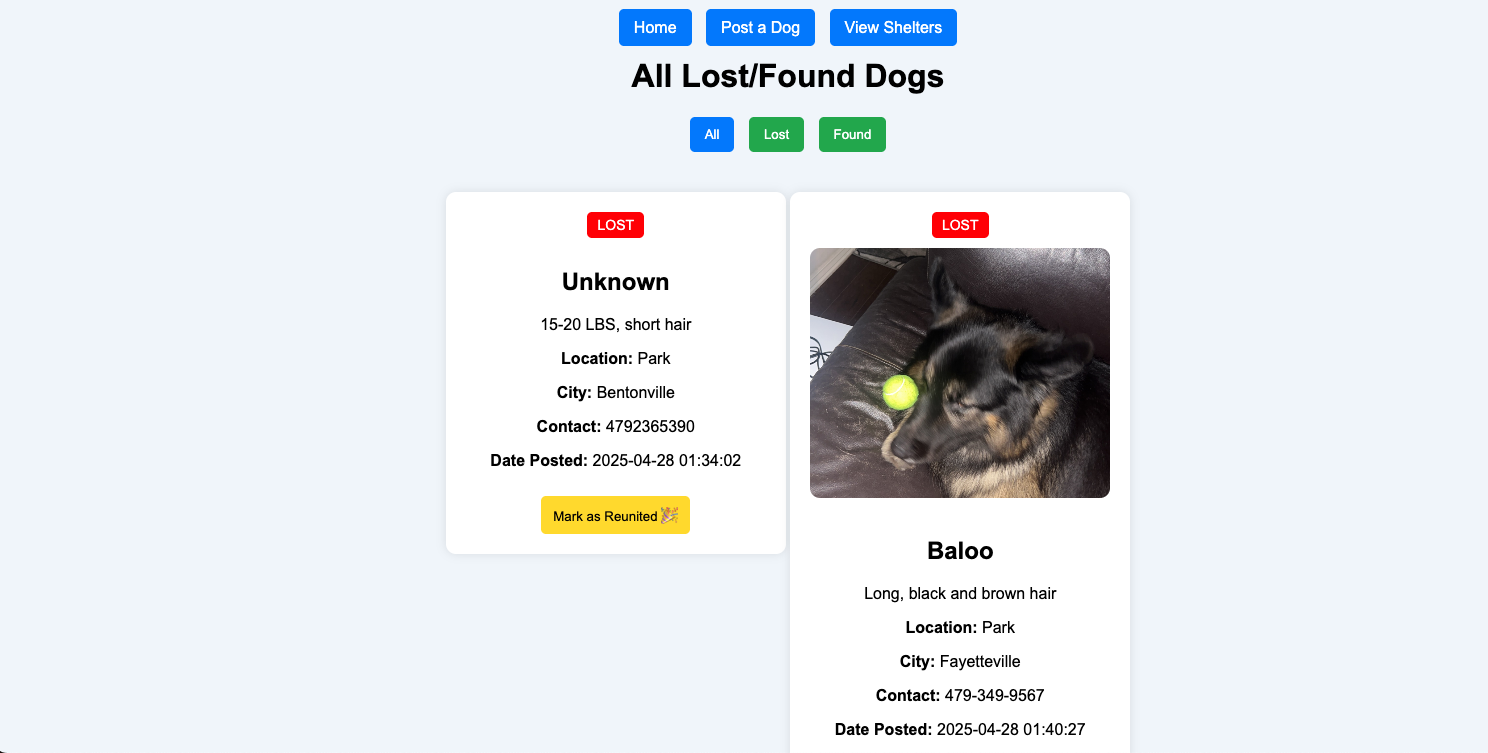 Home Post a Dog View Shelters
All Lost/Found Dogs
All Lost Found
LOST
Unknown
15-20 LBS, short hair
Location: Park
City: Bentonville
Contact: 4792365390
Date Posted: 2025-04-28 01:34:02
Mark as Reunited 🎉
LOST
Baloo
Long, black and brown hair
Location: Park
City: Fayetteville
Contact: 479-349-9567
Date Posted: 2025-04-28 01:40:27